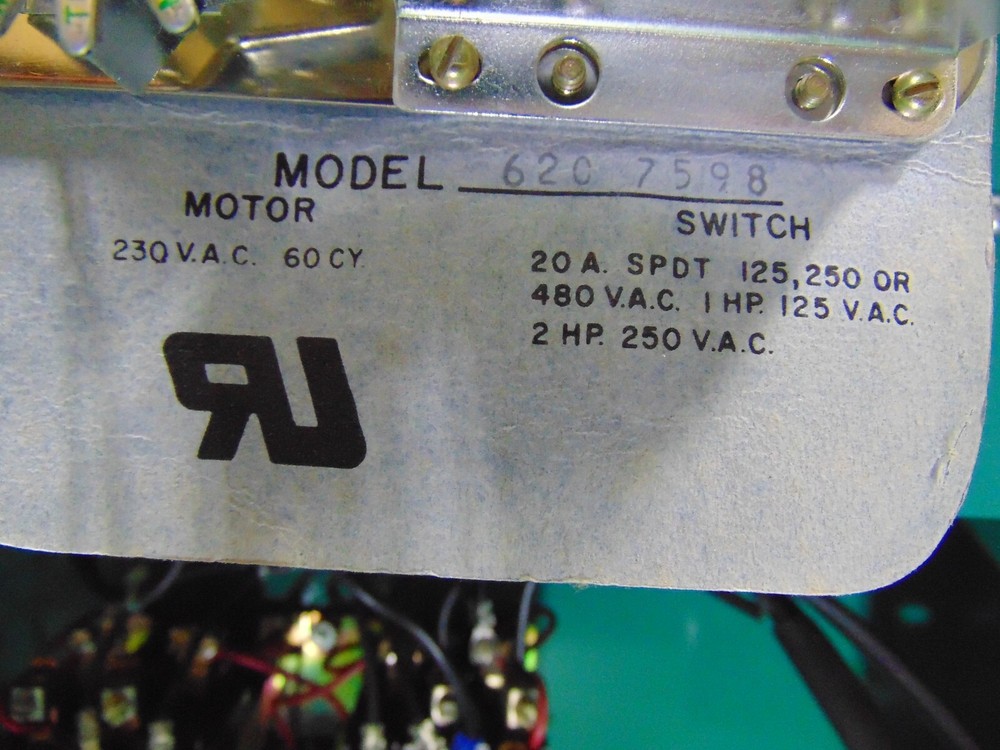 MODEL 620 7598
MOTOR
230 V.A.C. 60 CY.
SWITCH
20 A. SPDT 125, 250 OR
480 V.A.C. 1 HP. 125 V.A.C.
2 HP. 250 V.A.C.